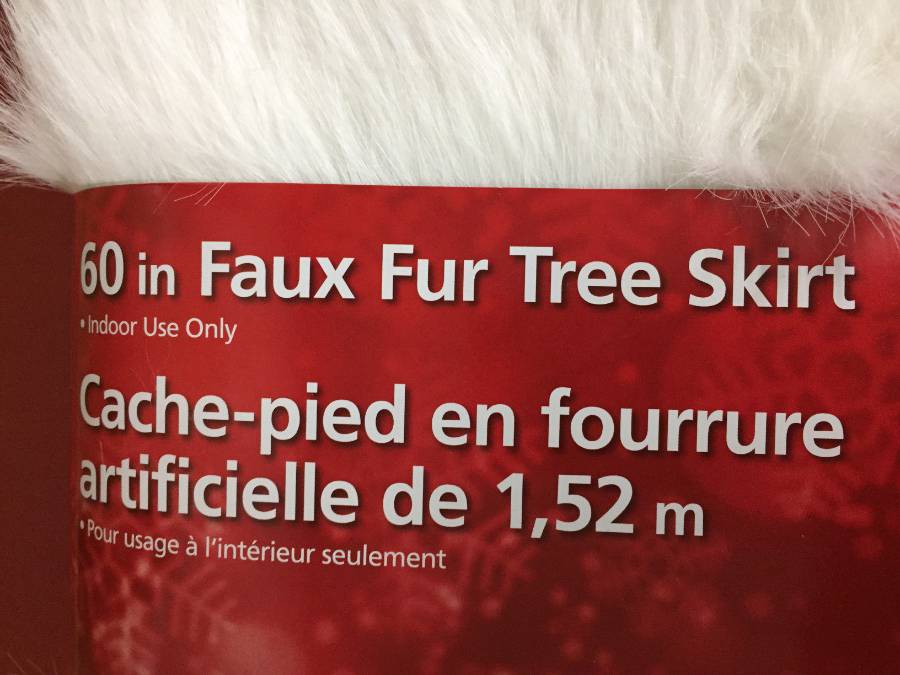 60 in Faux Fur Tree Skirt
• Indoor Use Only
Cache-pied en fourrure
artificielle de 1,52 m
• Pour usage à l'intérieur seulement